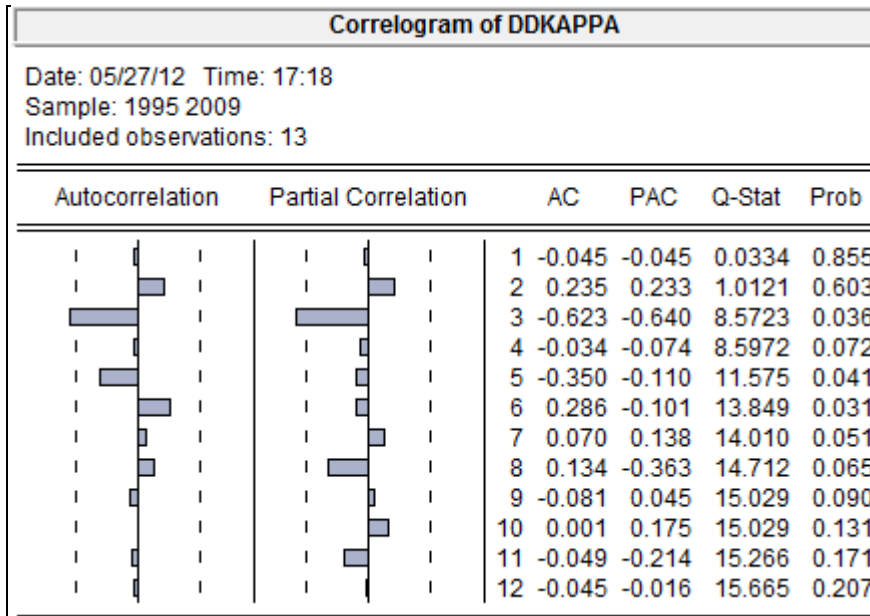 Correlogram of DDKAPPA
Date: 05/27/12 Time: 17:18
Sample: 1995 2009
Included observations: 13
Autocorrelation Partial Correlation AC PAC Q-Stat Prob
1 -0.045 -0.045 0.0334 0.855
2 0.235 0.233 1.0121 0.603
3 -0.623 -0.640 8.5723 0.036
4 -0.034 -0.074 8.5972 0.072
5 -0.350 -0.110 11.575 0.041
6 0.286 -0.101 13.849 0.031
7 0.070 0.138 14.010 0.051
8 0.134 -0.363 14.712 0.065
9 -0.081 0.045 15.029 0.090
10 0.001 0.175 15.029 0.131
11 -0.049 -0.214 15.266 0.171
12 -0.045 -0.016 15.665 0.207